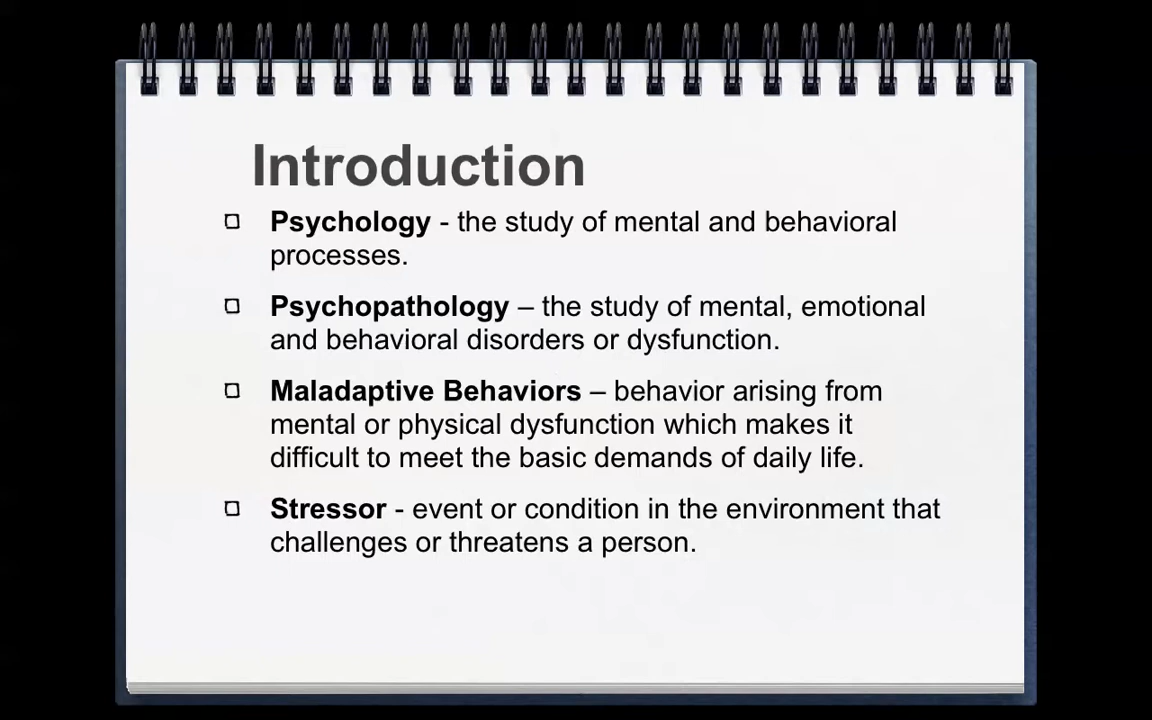 Introduction
Psychology - the study of mental and behavioral
processes.
Psychopathology – the study of mental, emotional
and behavioral disorders or dysfunction.
Maladaptive Behaviors – behavior arising from
mental or physical dysfunction which makes it
difficult to meet the basic demands of daily life.
Stressor - event or condition in the environment that
challenges or threatens a person.